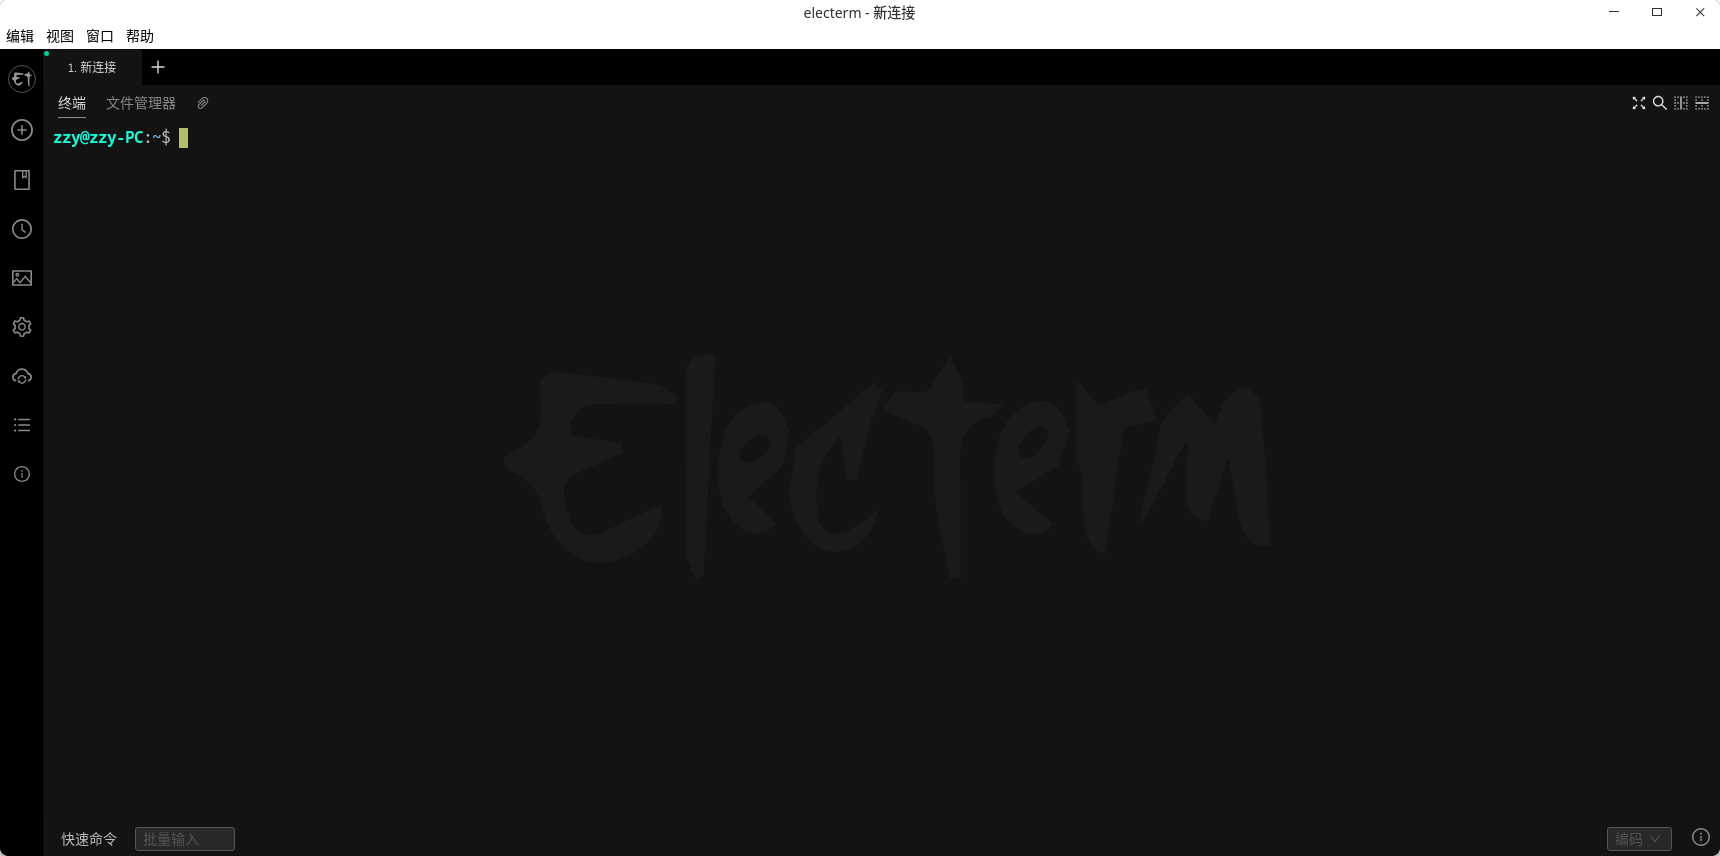 electerm - 新连接
编辑 视图 窗口 帮助
1. 新连接
终端 文件管理器
zzy@zzy-PC:~$
Electerm
快速命令 批量输入 编码